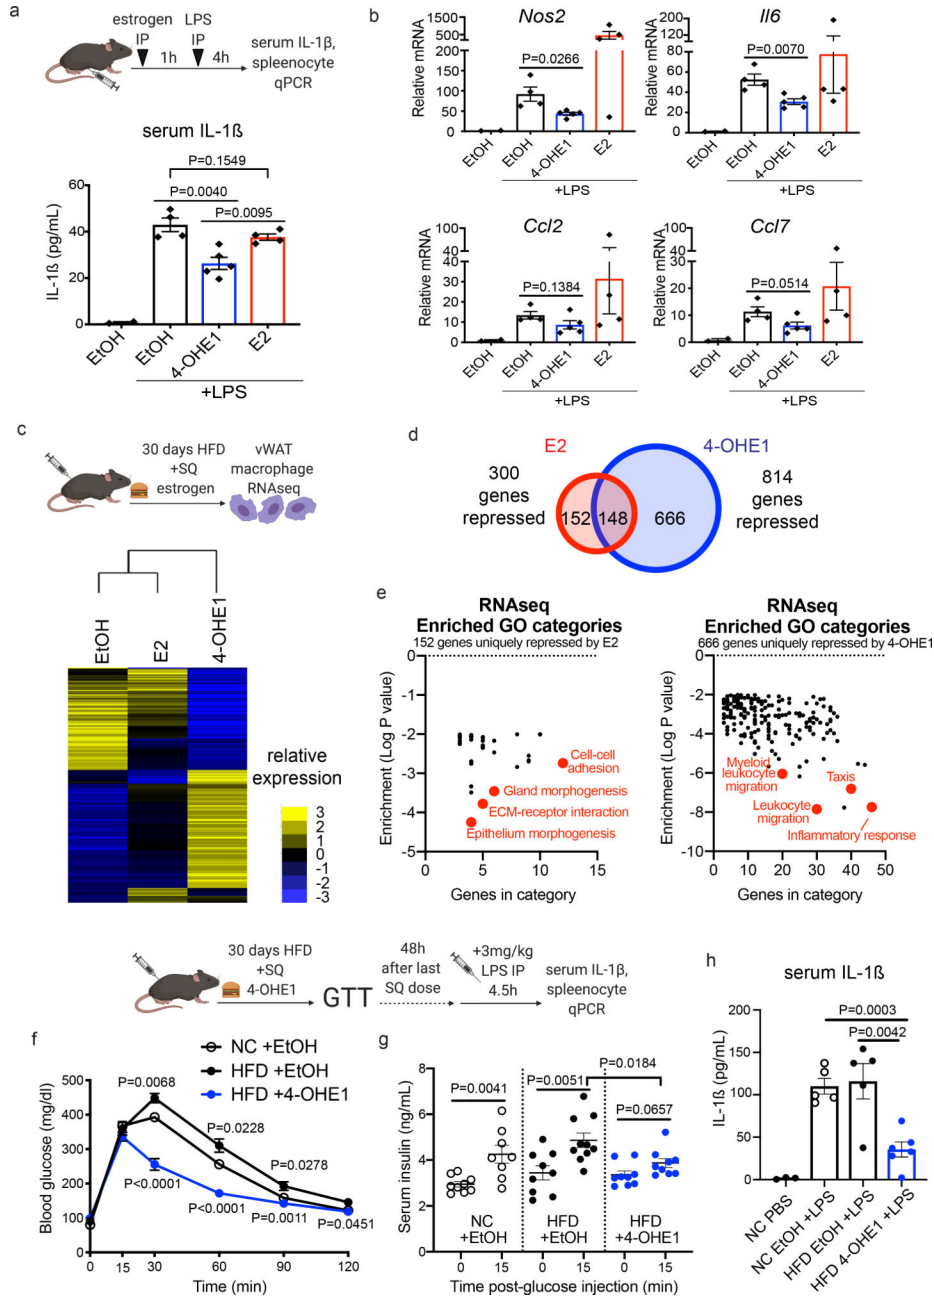 a
estrogen LPS
IP IP
1h 4h
serum IL-1β,
spleenocyte
qPCR
serum IL-1ß
P=0.1549
P=0.0040
P=0.0095
IL-1ß (pg/mL)
60
40
20
0
EtOH
EtOH
4-OHE1
E2
+LPS
b
Nos2
Relative mRNA
1500
500
100
50
0
P=0.0266
EtOH
EtOH
4-OHE1
E2
+LPS
Il6
Relative mRNA
180
80
60
40
20
0
P=0.0070
EtOH
EtOH
4-OHE1
E2
+LPS
Ccl2
Relative mRNA
100
40
30
20
10
0
P=0.1384
EtOH
EtOH
4-OHE1
E2
+LPS
Ccl7
Relative mRNA
100
40
30
20
10
0
P=0.0514
EtOH
EtOH
4-OHE1
E2
+LPS
c
30 days HFD
+SQ
estrogen
vWAT
macrophage
RNAseq
EtOH
E2
4-OHE1
relative
expression
3
2
1
0
-1
-2
-3
d
E2
4-OHE1
300
genes
repressed
152
148
666
814
genes
repressed
e
RNAseq
Enriched GO categories
152 genes uniquely repressed by E2
Enrichment (Log P value)
0
-1
-2
-3
-4
-5
Cell-cell
adhesion
Gland morphogenesis
ECM-receptor interaction
Epithelium morphogenesis
0 5 10 15
Genes in category
RNAseq
Enriched GO categories
666 genes uniquely repressed by 4-OHE1
Enrichment (Log P value)
0
-2
-4
-6
-8
-10
Myeloid
leukocyte
migration
Taxis
Leukocyte
migration
Inflammatory response
0 10 20 30 40 50
Genes in category
30 days HFD
+SQ
4-OHE1
GTT
48h
after last
SQ dose
+3mg/kg
LPS IP
4.5h
serum IL-1β,
spleenocyte
qPCR
f
NC +EtOH
HFD +EtOH
HFD +4-OHE1
Blood glucose (mg/dl)
500
400
300
200
100
0
P=0.0068
P=0.0228
P=0.0278
P<0.0001
P<0.0001
P=0.0011
P=0.0451
0 15 30 60 90 120
Time (min)
g
Serum insulin (ng/mL)
8
6
4
2
0
P=0.0041
P=0.0051
P=0.0184
P=0.0657
NC
+EtOH
HFD
+EtOH
HFD
+4-OHE1
0 15 0 15 0 15
Time post-glucose injection (min)
h
serum IL-1ß
IL-1ß (pg/mL)
200
150
100
50
0
P=0.0003
P=0.0042
NC PBS
NC EtOH +LPS
HFD EtOH +LPS
HFD 4-OHE1 +LPS